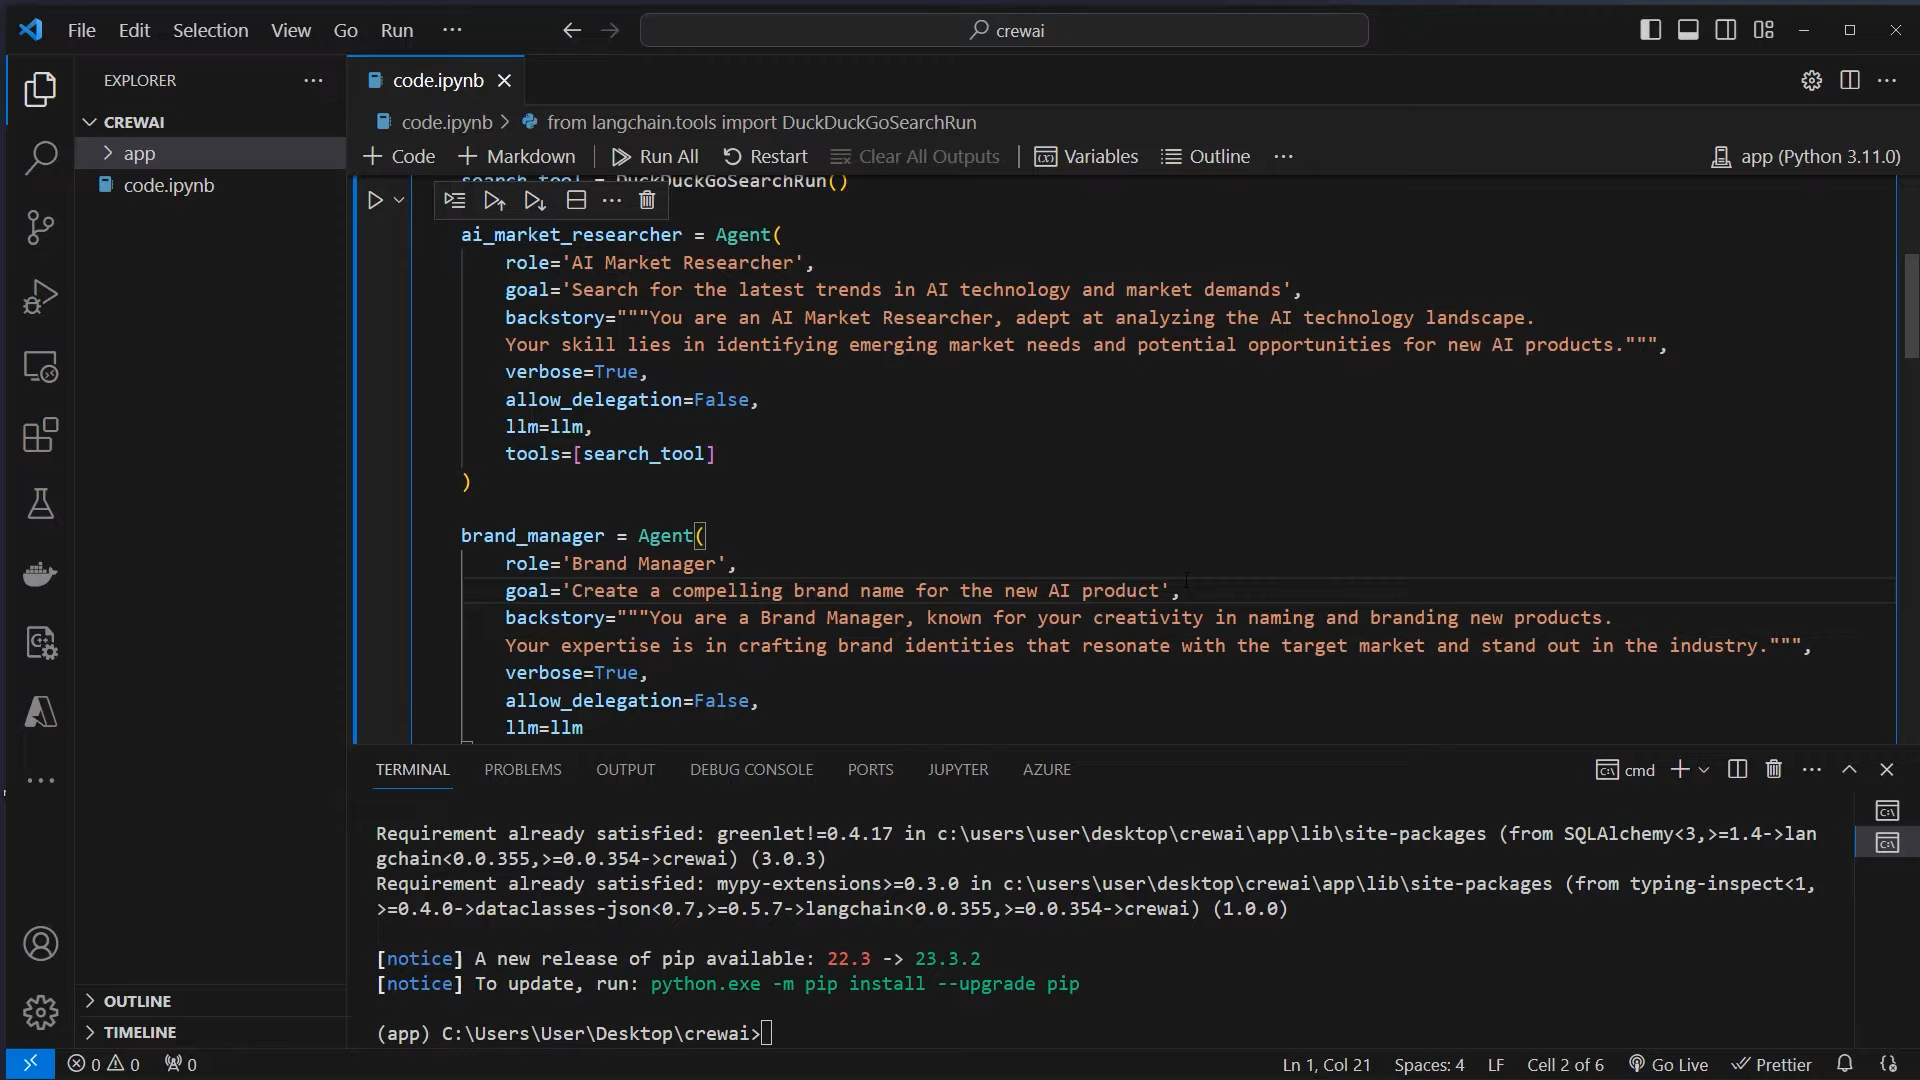 File Edit Selection View Go Run ···
crewai
EXPLORER ···
code.ipynb
CREWAI
code.ipynb > from langchain.tools import DuckDuckGoSearchRun
app
+ Code + Markdown Run All Restart Clear All Outputs Variables Outline ··· app (Python 3.11.0)
code.ipynb
search_tool = DuckDuckGoSearchRun()
ai_market_researcher = Agent(
role='AI Market Researcher',
goal='Search for the latest trends in AI technology and market demands',
backstory="""You are an AI Market Researcher, adept at analyzing the AI technology landscape.
Your skill lies in identifying emerging market needs and potential opportunities for new AI products.""",
verbose=True,
allow_delegation=False,
llm=llm,
tools=[search_tool]
)
brand_manager = Agent(
role='Brand Manager',
goal='Create a compelling brand name for the new AI product',
backstory="""You are a Brand Manager, known for your creativity in naming and branding new products.
Your expertise is in crafting brand identities that resonate with the target market and stand out in the industry.""",
verbose=True,
allow_delegation=False,
llm=llm
TERMINAL PROBLEMS OUTPUT DEBUG CONSOLE PORTS JUPYTER AZURE cmd
Requirement already satisfied: greenlet!=0.4.17 in c:\users\user\desktop\crewai\app\lib\site-packages (from SQLAlchemy<3,>=1.4->lan
gchain<0.0.355,>=0.0.354->crewai) (3.0.3)
Requirement already satisfied: mypy-extensions>=0.3.0 in c:\users\user\desktop\crewai\app\lib\site-packages (from typing-inspect<1,
>=0.4.0->dataclasses-json<0.7,>=0.5.7->langchain<0.0.355,>=0.0.354->crewai) (1.0.0)
[notice] A new release of pip available: 22.3 -> 23.3.2
[notice] To update, run: python.exe -m pip install --upgrade pip
(app) C:\Users\User\Desktop\crewai>
OUTLINE
TIMELINE
0 0 0 Ln 1, Col 21 Spaces: 4 LF Cell 2 of 6 Go Live Prettier